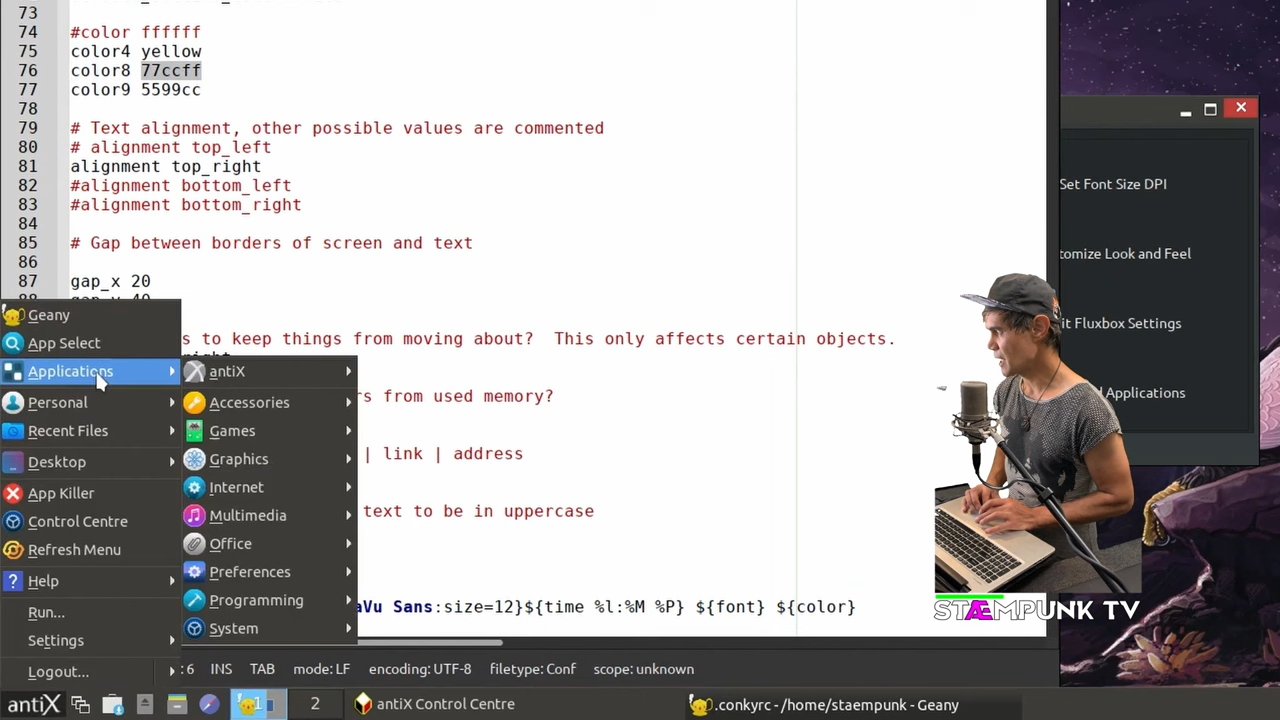 73
74 #color ffffff
75 color4 yellow
76 color8 77ccff
77 color9 5599cc
78
79 # Text alignment, other possible values are commented
80 # alignment top_left
81 alignment top_right
82 #alignment bottom_left
83 #alignment bottom_right
84
85 # Gap between borders of screen and text
86
87 gap_x 20
88 gap_y 40
s to keep things from moving about?  This only affects certain objects.
right
rs from used memory?
| link | address
text to be in uppercase
aVu Sans:size=12}${time %l:%M %P} ${font} ${color}
Geany
App Select
Applications
Personal
Recent Files
Desktop
App Killer
Control Centre
Refresh Menu
Help
Run...
Settings
Logout...
antiX
Accessories
Games
Graphics
Internet
Multimedia
Office
Preferences
Programming
System
Set Font Size DPI
tomize Look and Feel
it Fluxbox Settings
d Applications
STÆMPUNK TV
: 6 INS TAB mode: LF encoding: UTF-8 filetype: Conf scope: unknown
antiX 1 2 antiX Control Centre .conkyrc - /home/staempunk - Geany